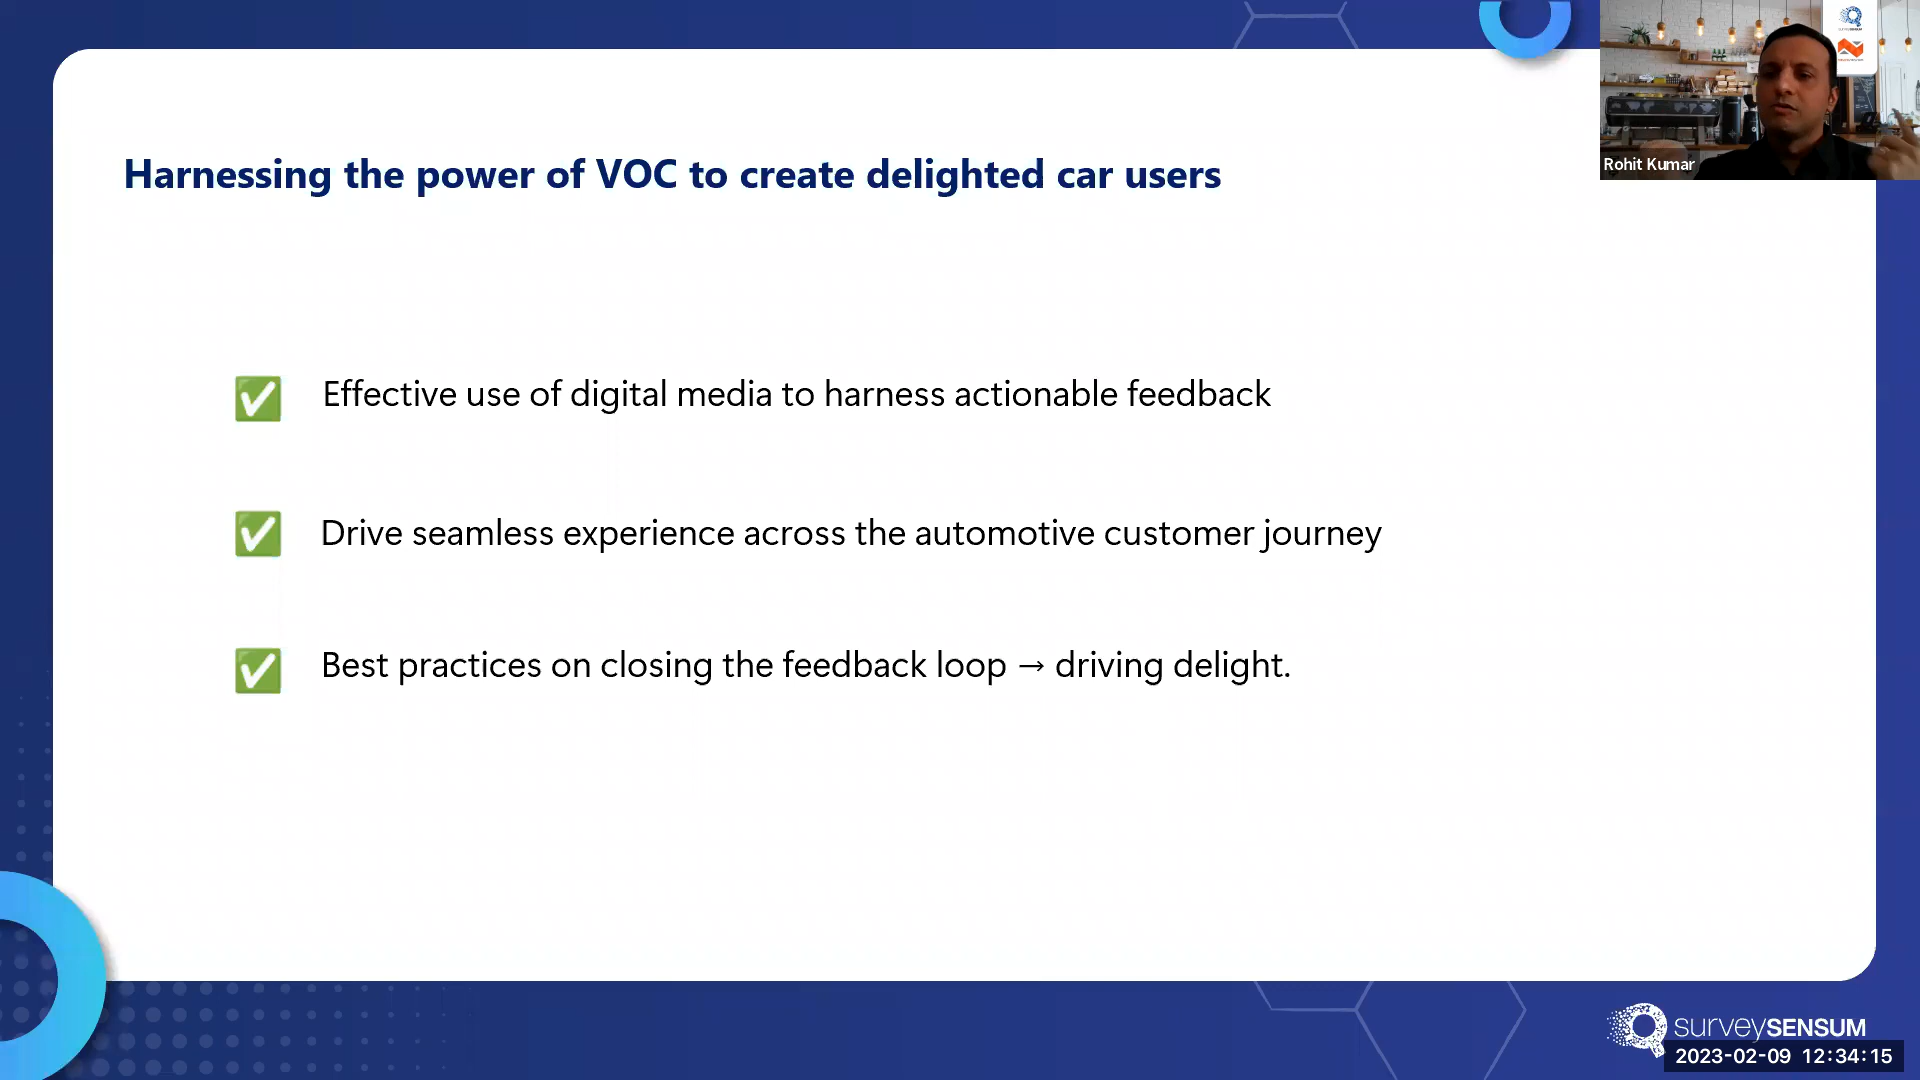 Harnessing the power of VOC to create delighted car users
Rohit Kumar
Effective use of digital media to harness actionable feedback
Drive seamless experience across the automotive customer journey
Best practices on closing the feedback loop → driving delight.
surveySENSUM
2023-02-09 12:34:15